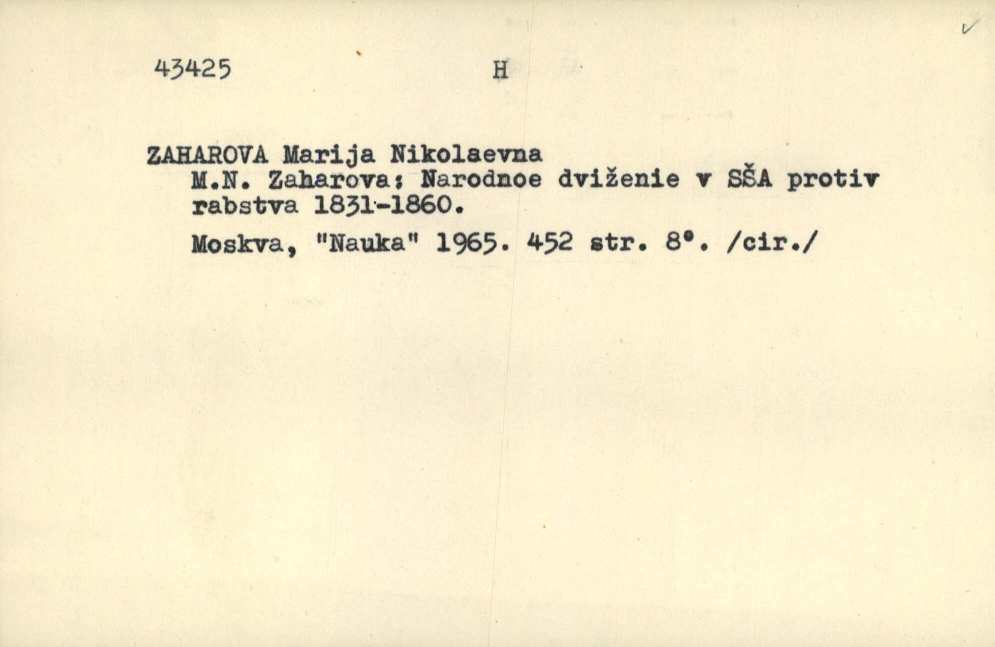 43425 H
ZAHAROVA Marija Nikolaevna
M.N. Zaharova: Narodnoe dviženie v SŠA protiv
rabstva 1831-1860.
Moskva, "Nauka" 1965. 452 str. 8°. /cir./